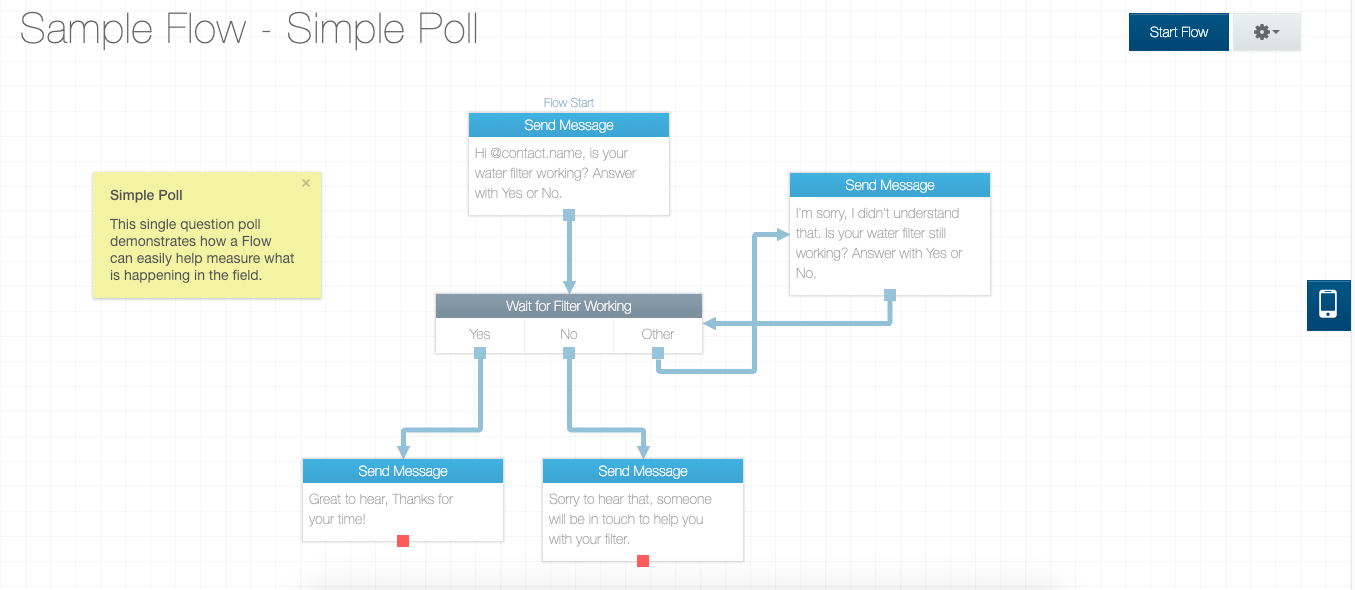 Sample Flow - Simple Poll
Start Flow
Flow Start
Send Message
Hi @contact.name, is your
water filter working? Answer
with Yes or No.
Simple Poll
×
This single question poll
demonstrates how a Flow
can easily help measure what
is happening in the field.
Send Message
I'm sorry, I didn't understand
that. Is your water filter still
working? Answer with Yes or
No.
Wait for Filter Working
Yes
No
Other
Send Message
Great to hear, Thanks for
your time!
Send Message
Sorry to hear that, someone
will be in touch to help you
with your filter.